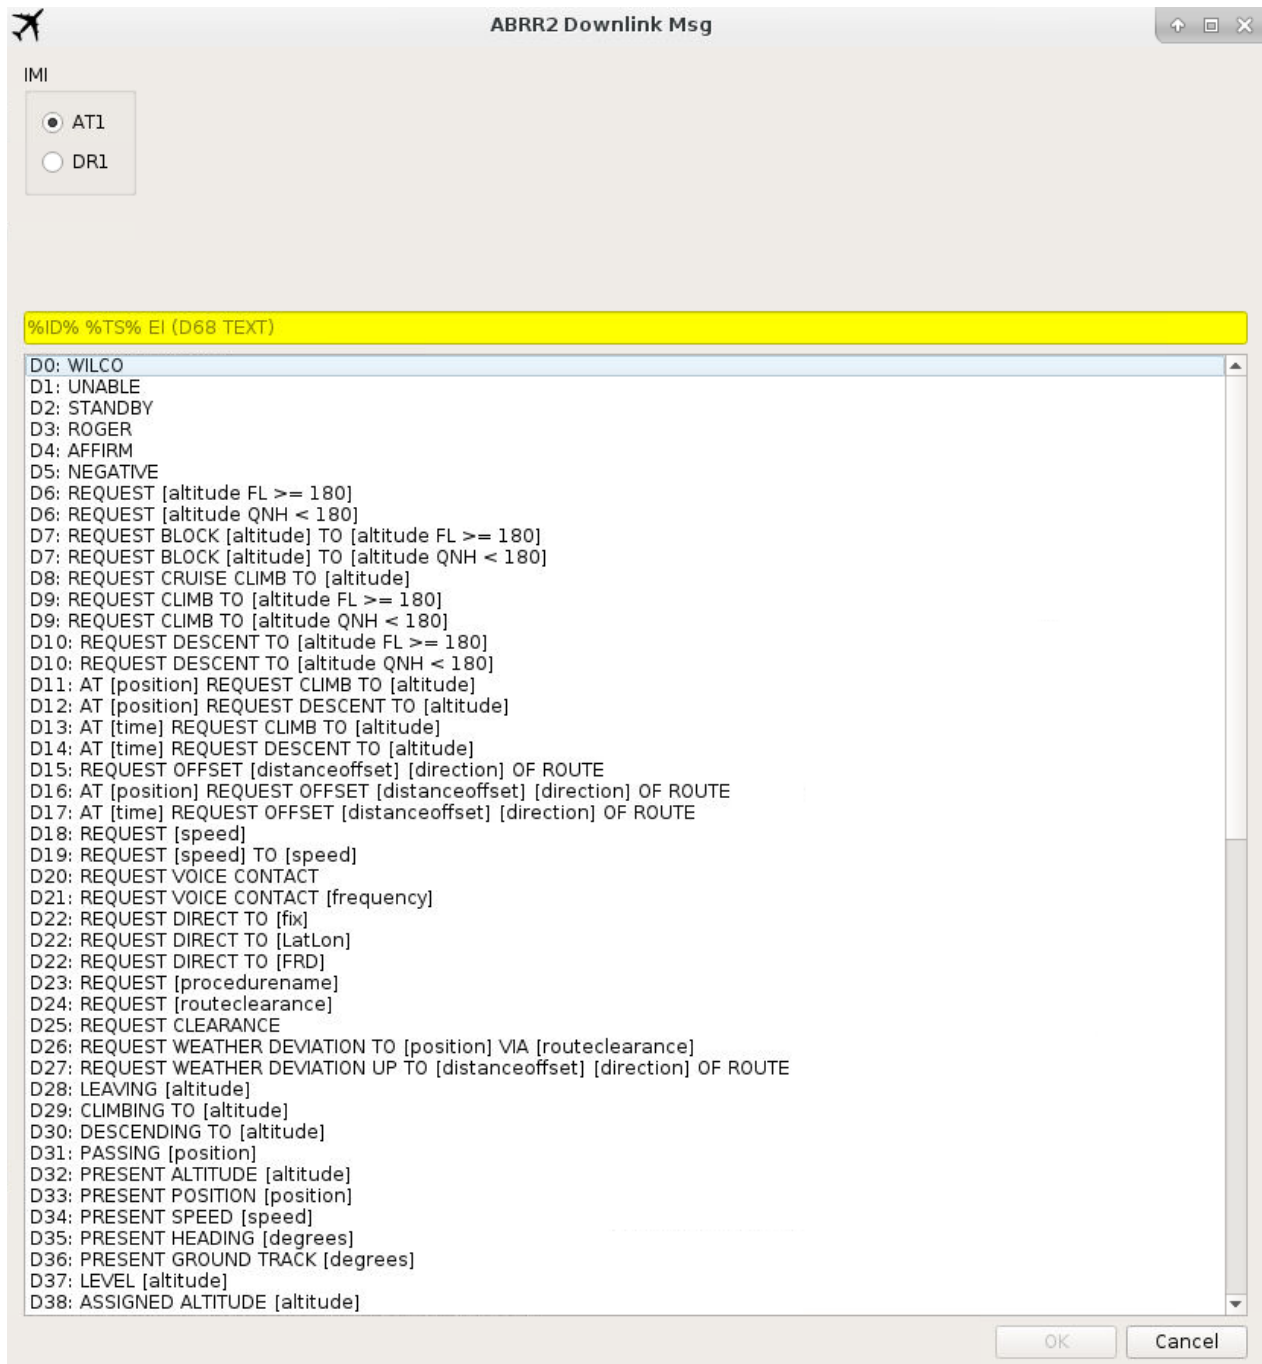 ABRR2 Downlink Msg
IMI
AT1
DR1
%ID% %TS% EI (D68 TEXT)
D0: WILCO
D1: UNABLE
D2: STANDBY
D3: ROGER
D4: AFFIRM
D5: NEGATIVE
D6: REQUEST [altitude FL >= 180]
D6: REQUEST [altitude QNH < 180]
D7: REQUEST BLOCK [altitude] TO [altitude FL >= 180]
D7: REQUEST BLOCK [altitude] TO [altitude QNH < 180]
D8: REQUEST CRUISE CLIMB TO [altitude]
D9: REQUEST CLIMB TO [altitude FL >= 180]
D9: REQUEST CLIMB TO [altitude QNH < 180]
D10: REQUEST DESCENT TO [altitude FL >= 180]
D10: REQUEST DESCENT TO [altitude QNH < 180]
D11: AT [position] REQUEST CLIMB TO [altitude]
D12: AT [position] REQUEST DESCENT TO [altitude]
D13: AT [time] REQUEST CLIMB TO [altitude]
D14: AT [time] REQUEST DESCENT TO [altitude]
D15: REQUEST OFFSET [distanceoffset] [direction] OF ROUTE
D16: AT [position] REQUEST OFFSET [distanceoffset] [direction] OF ROUTE
D17: AT [time] REQUEST OFFSET [distanceoffset] [direction] OF ROUTE
D18: REQUEST [speed]
D19: REQUEST [speed] TO [speed]
D20: REQUEST VOICE CONTACT
D21: REQUEST VOICE CONTACT [frequency]
D22: REQUEST DIRECT TO [fix]
D22: REQUEST DIRECT TO [LatLon]
D22: REQUEST DIRECT TO [FRD]
D23: REQUEST [procedurename]
D24: REQUEST [routeclearance]
D25: REQUEST CLEARANCE
D26: REQUEST WEATHER DEVIATION TO [position] VIA [routeclearance]
D27: REQUEST WEATHER DEVIATION UP TO [distanceoffset] [direction] OF ROUTE
D28: LEAVING [altitude]
D29: CLIMBING TO [altitude]
D30: DESCENDING TO [altitude]
D31: PASSING [position]
D32: PRESENT ALTITUDE [altitude]
D33: PRESENT POSITION [position]
D34: PRESENT SPEED [speed]
D35: PRESENT HEADING [degrees]
D36: PRESENT GROUND TRACK [degrees]
D37: LEVEL [altitude]
D38: ASSIGNED ALTITUDE [altitude]
OK Cancel